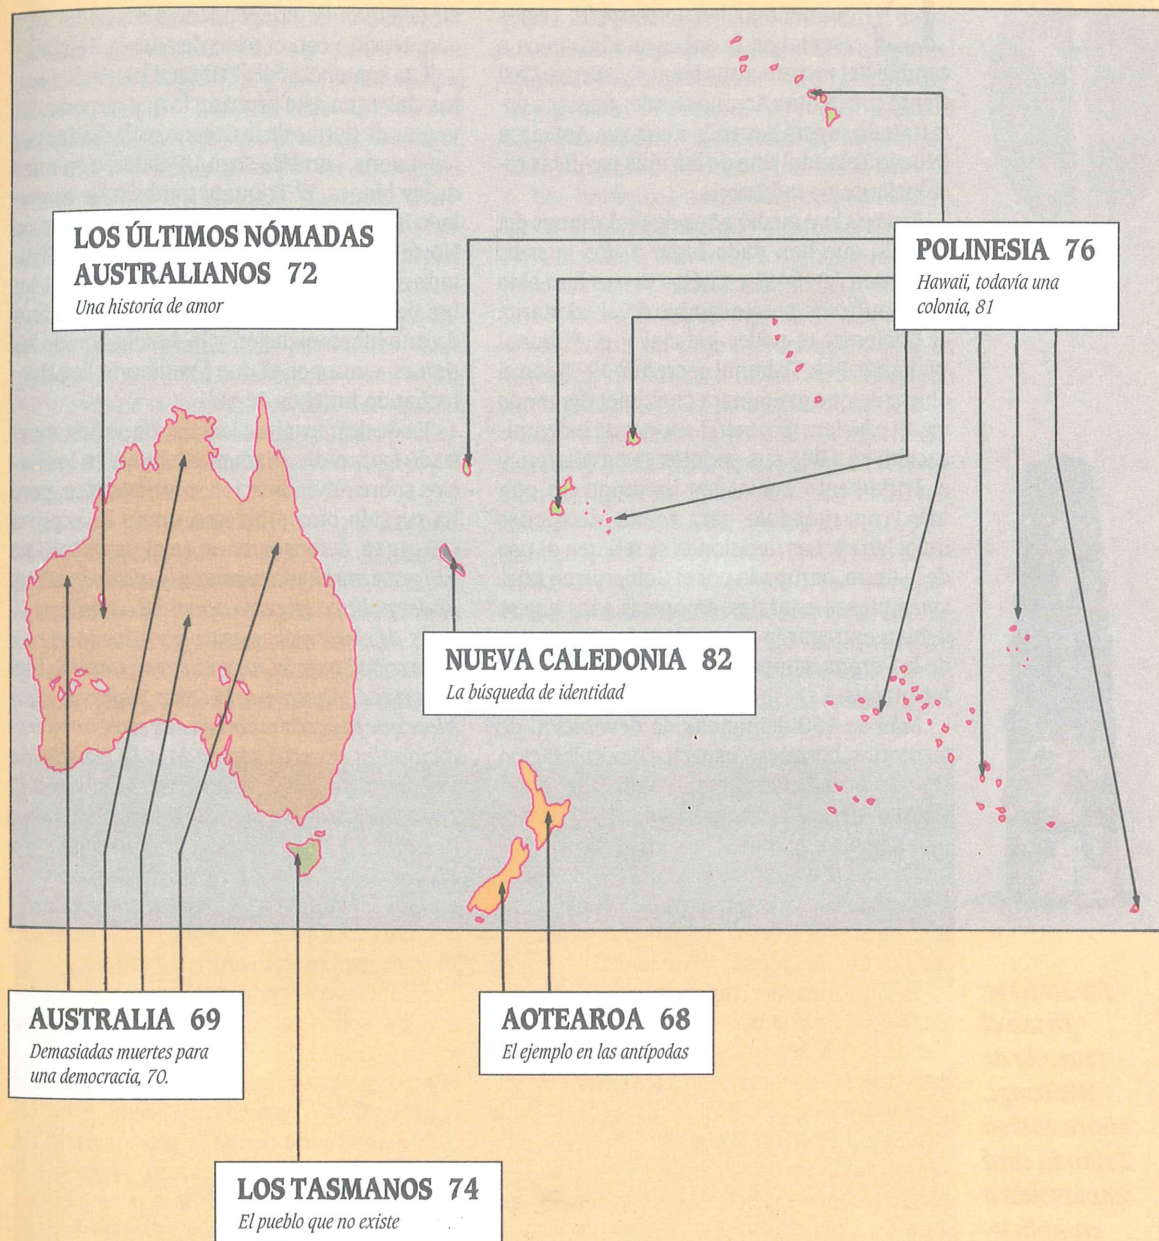 LOS ÚLTIMOS NÓMADAS
AUSTRALIANOS 72
Una historia de amor
POLINESIA 76
Hawaii, todavía una
colonia, 81
NUEVA CALEDONIA 82
La búsqueda de identidad
AUSTRALIA 69
Demasiadas muertes para
una democracia, 70.
AOTEAROA 68
El ejemplo en las antípodas
LOS TASMANOS 74
El pueblo que no existe